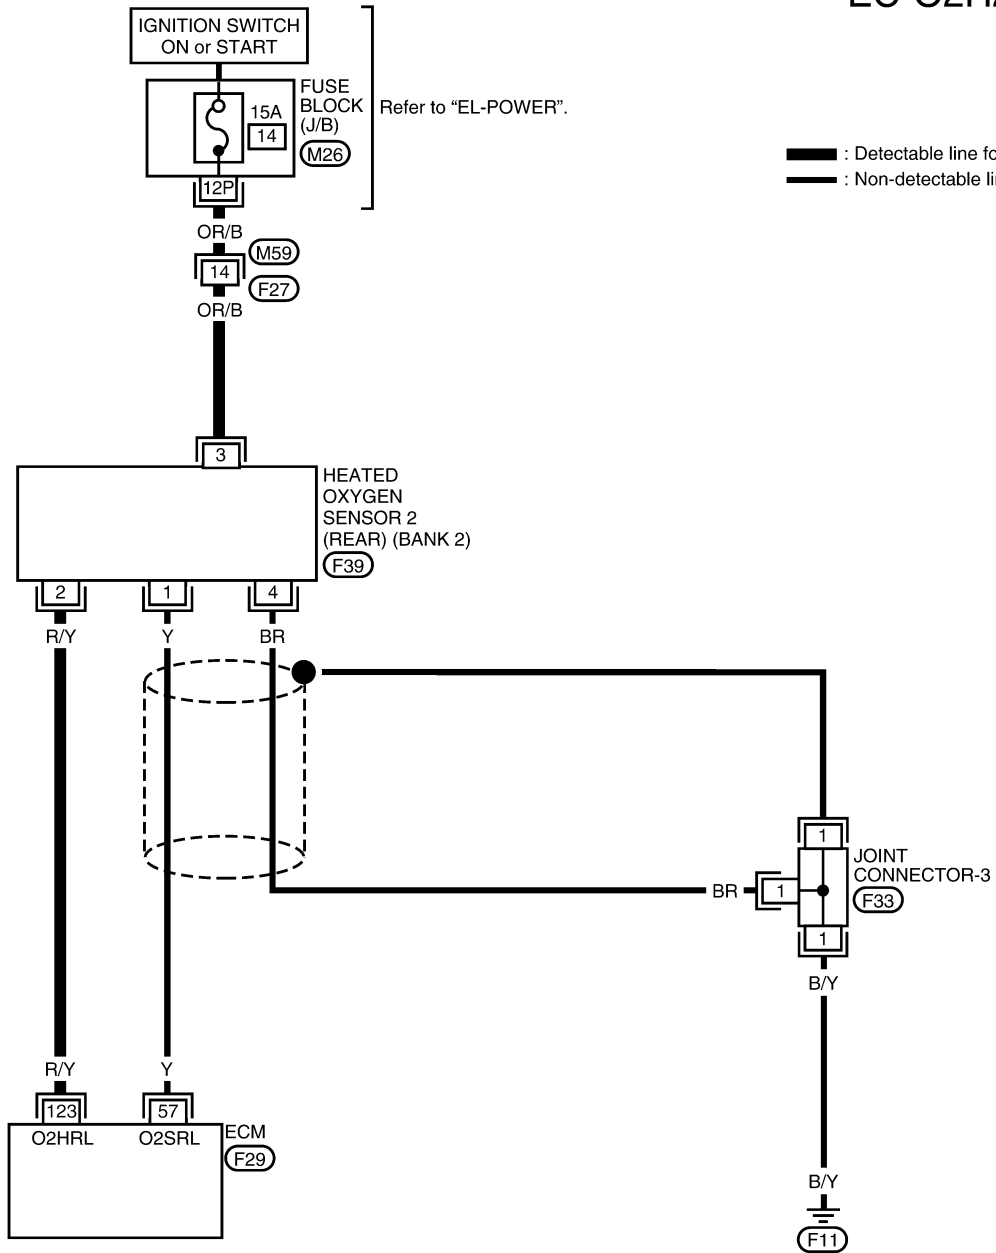 IGNITION SWITCH
ON or START
FUSE
BLOCK
(J/B)
M26
15A
14
Refer to “EL-POWER”.
: Detectable line fo
: Non-detectable li
12P
OR/B
M59
14
F27
OR/B
3
HEATED
OXYGEN
SENSOR 2
(REAR) (BANK 2)
F39
2
1
4
R/Y
Y
BR
1
JOINT
CONNECTOR-3
F33
BR
1
1
B/Y
R/Y
Y
123
57
O2HRL
O2SRL
ECM
F29
B/Y
F11